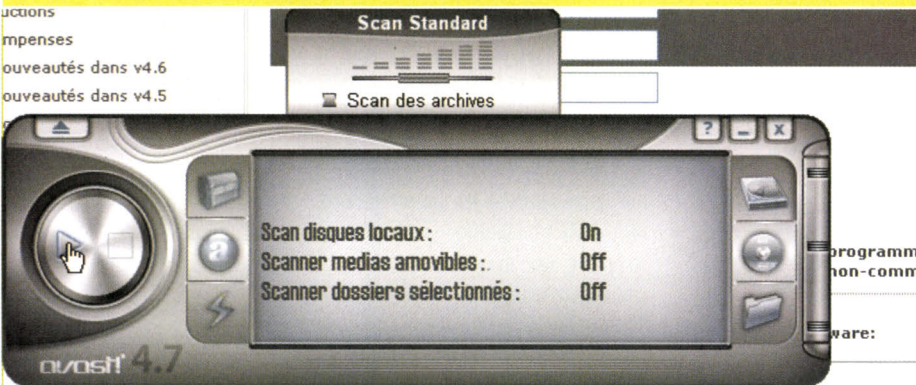 uctions
mpenses
ouveautés dans v4.6
ouveautés dans v4.5
Scan Standard
Scan des archives
? _ x
Scan disques locaux : On
Scanner medias amovibles : Off
Scanner dossiers sélectionnés : Off
a
avast! 4.7
programm
non-comm
ware: